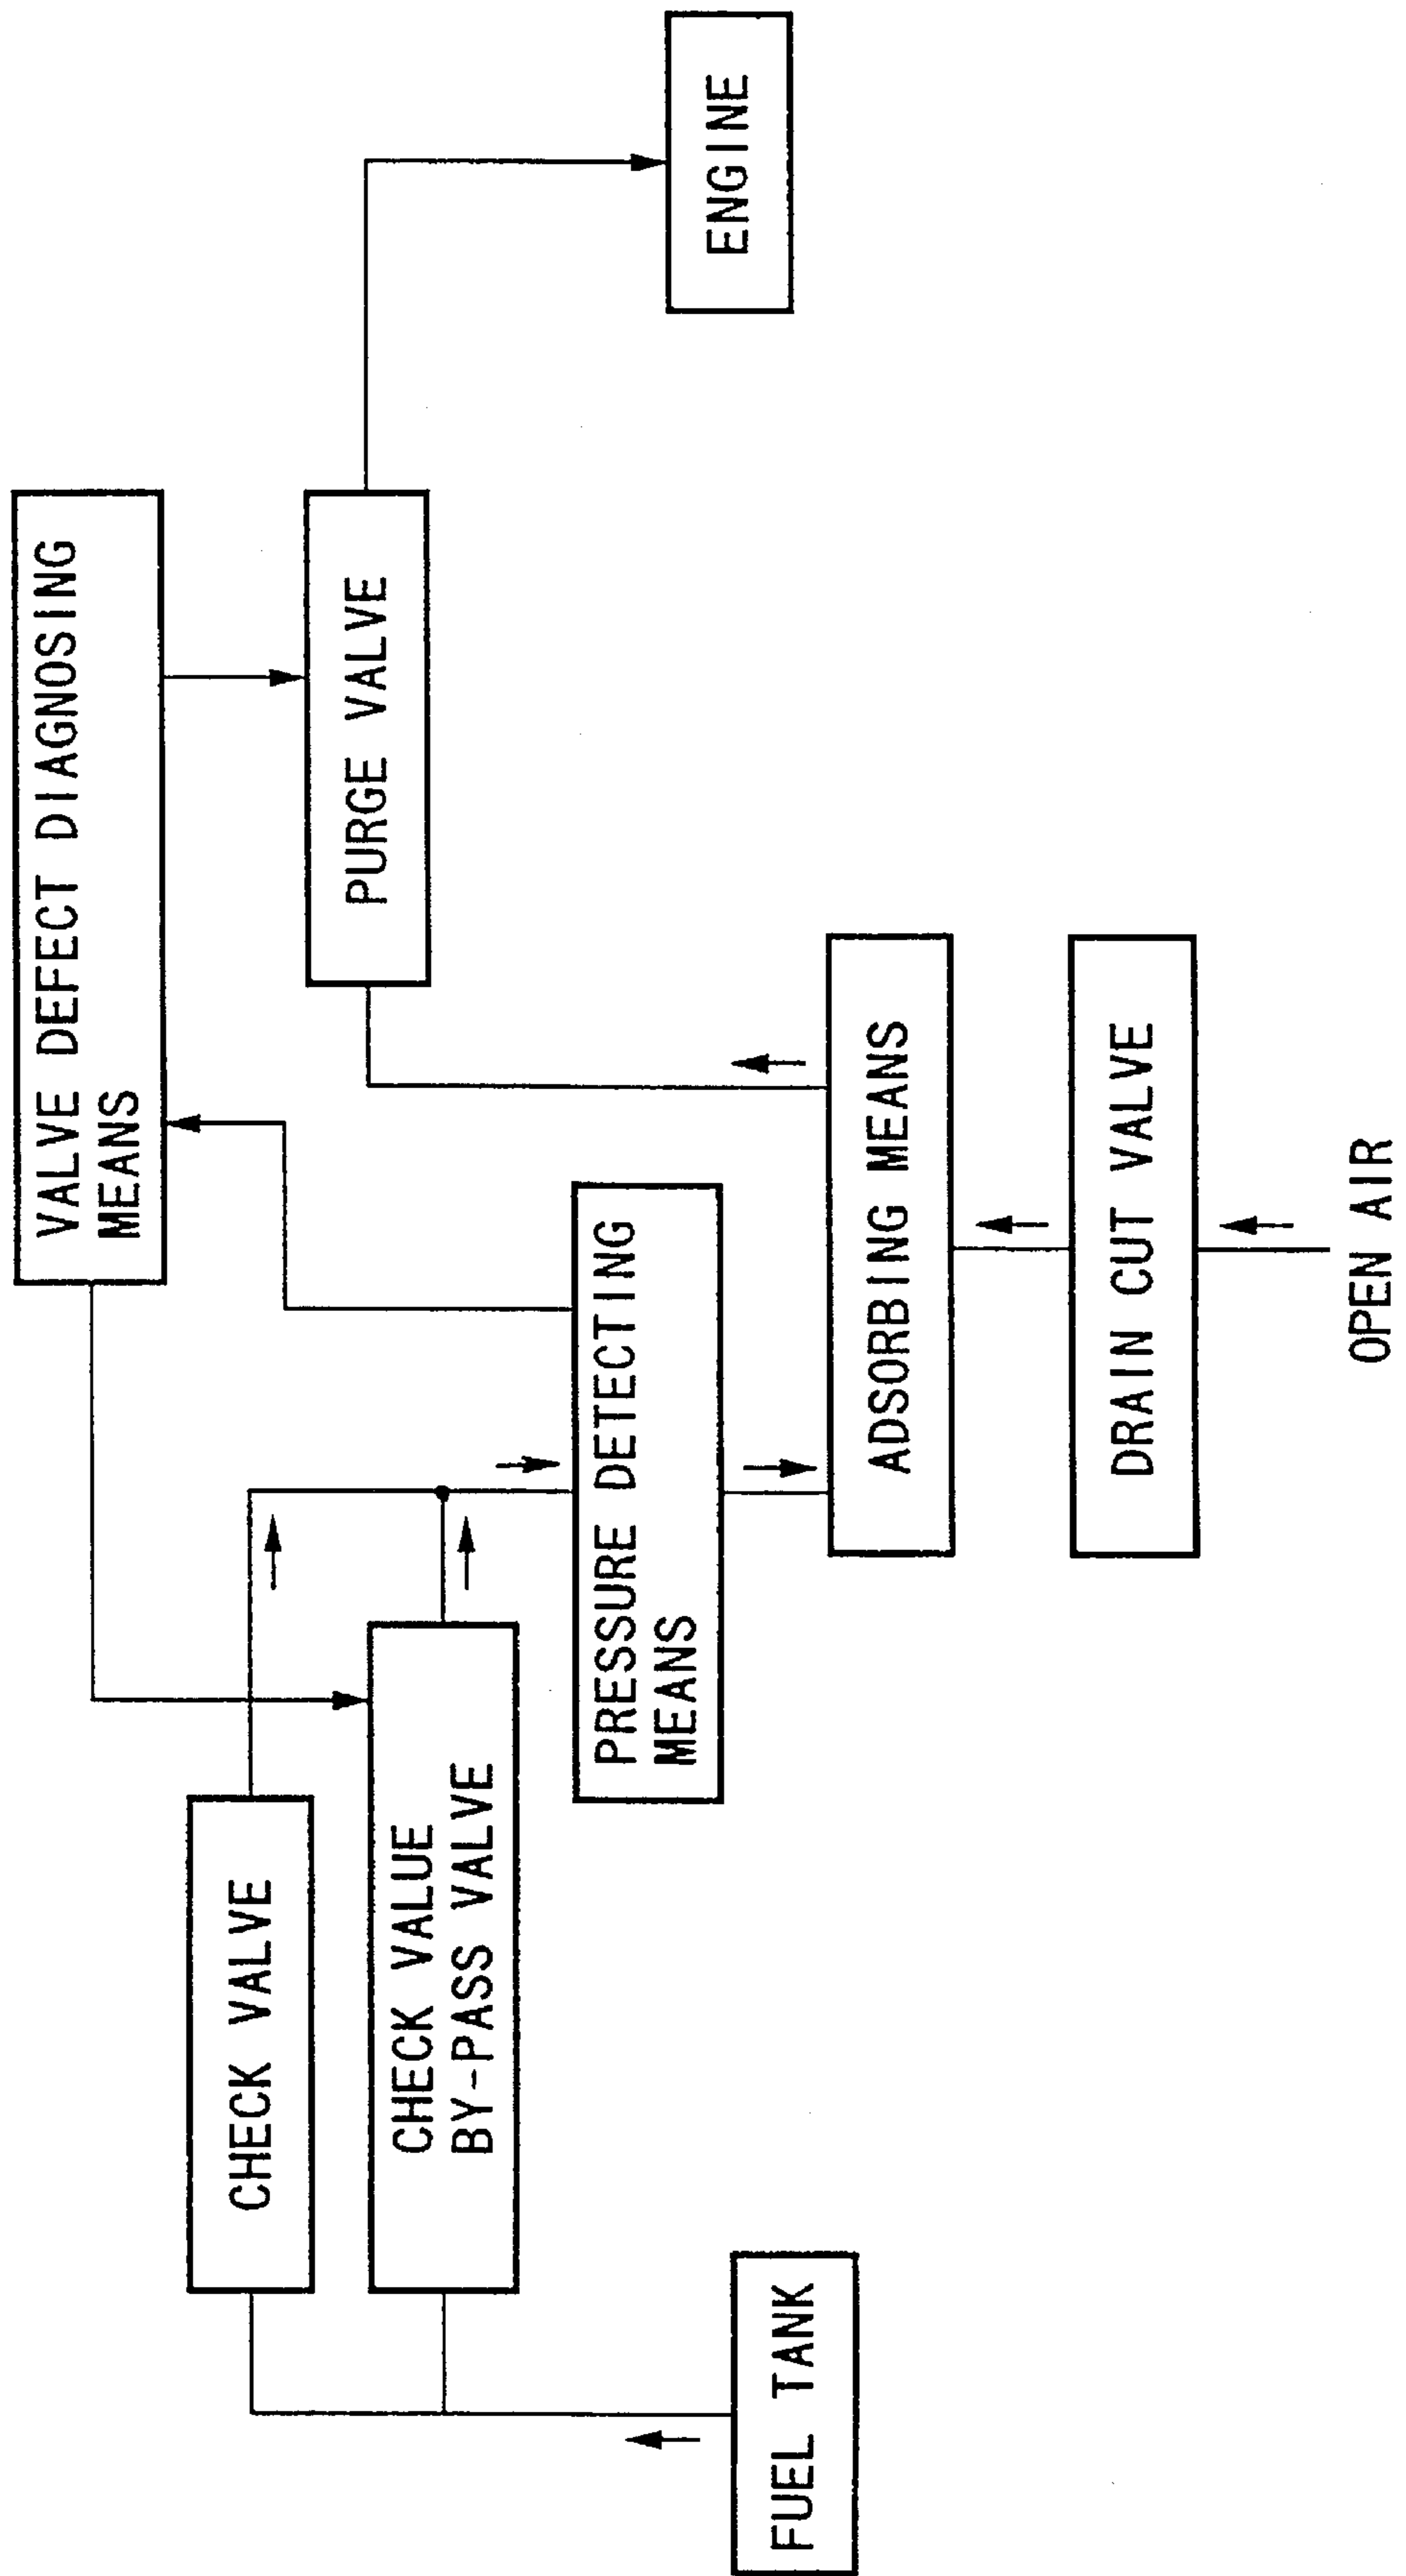 VALVE DEFECT DIAGNOSING
MEANS
CHECK VALVE
PURGE VALVE
CHECK VALUE
BY-PASS VALVE
PRESSURE DETECTING
MEANS
ENGINE
FUEL TANK
ADSORBING MEANS
DRAIN CUT VALVE
OPEN AIR